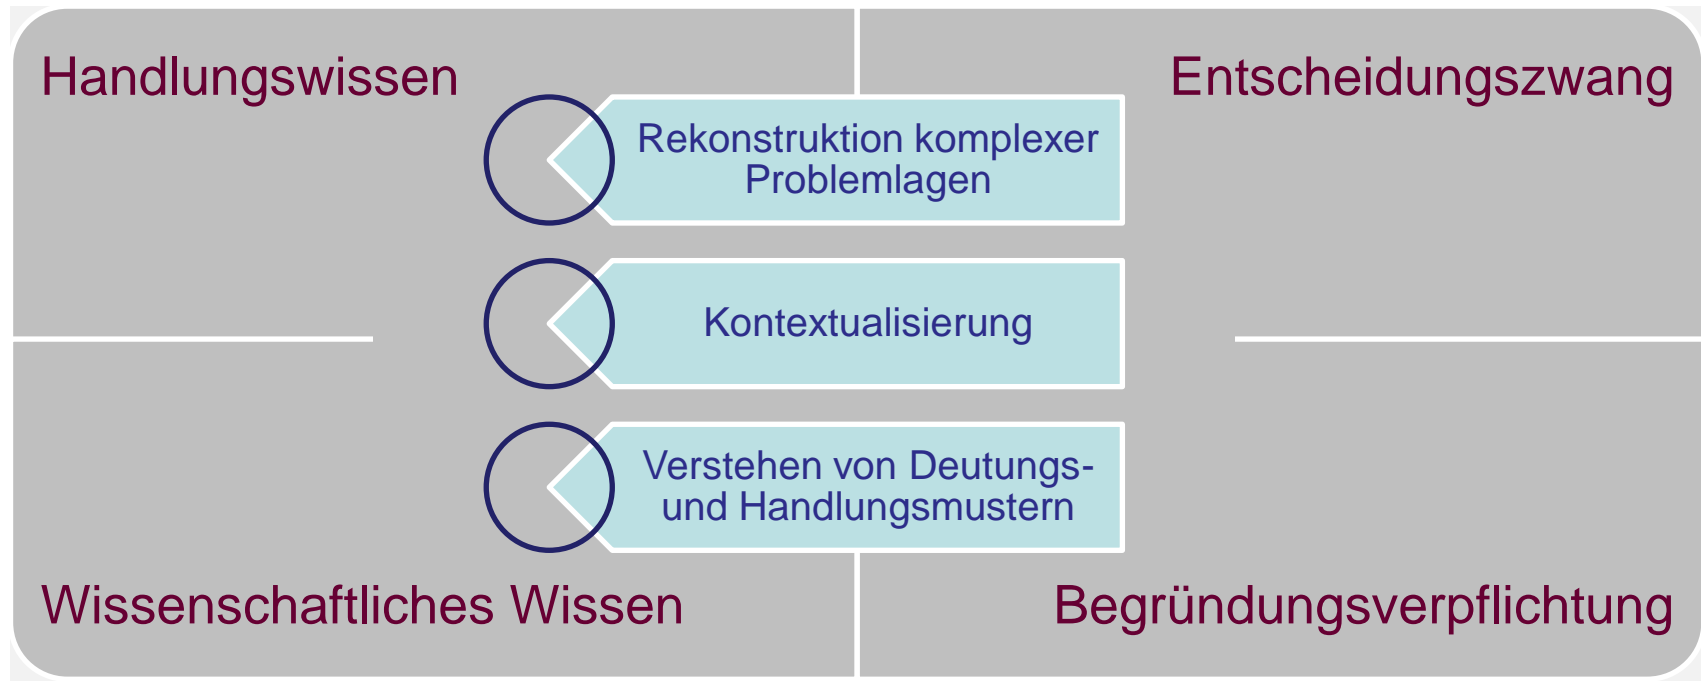 Handlungswissen
Entscheidungszwang
Rekonstruktion komplexer
Problemlagen
Kontextualisierung
Verstehen von Deutungs-
und Handlungsmustern
Wissenschaftliches Wissen
Begründungsverpflichtung